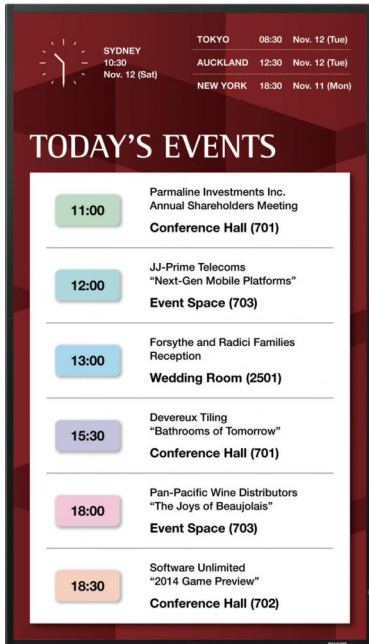 SYDNEY
10:30
Nov. 12 (Sat)
TOKYO 08:30 Nov. 12 (Tue)
AUCKLAND 12:30 Nov. 12 (Tue)
NEW YORK 18:30 Nov. 11 (Mon)
TODAY'S EVENTS
11:00
Parmaline Investments Inc.
Annual Shareholders Meeting
Conference Hall (701)
12:00
JJ-Prime Telecoms
“Next-Gen Mobile Platforms”
Event Space (703)
13:00
Forsythe and Radici Families
Reception
Wedding Room (2501)
15:30
Devereux Tiling
“Bathrooms of Tomorrow”
Conference Hall (701)
18:00
Pan-Pacific Wine Distributors
“The Joys of Beaujolais”
Event Space (703)
18:30
Software Unlimited
“2014 Game Preview”
Conference Hall (702)